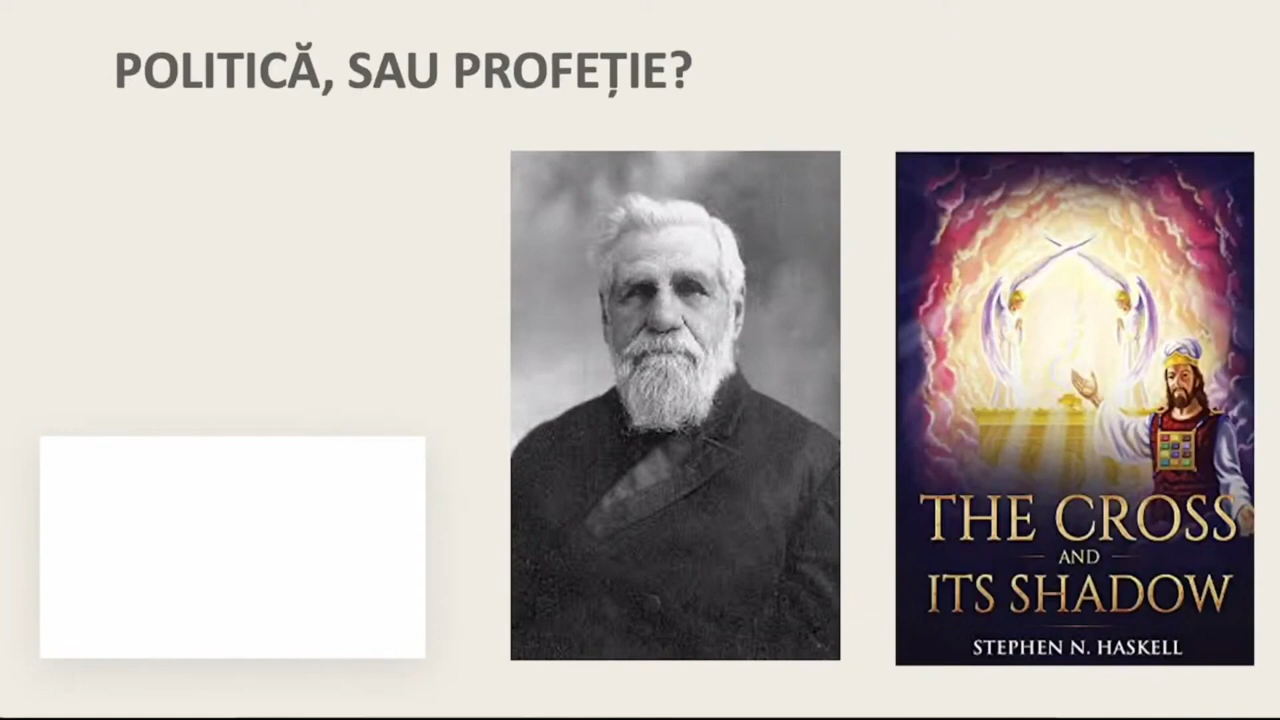 POLITICĂ, SAU PROFEȚIE?
THE CROSS
AND
ITS SHADOW
STEPHEN N. HASKELL